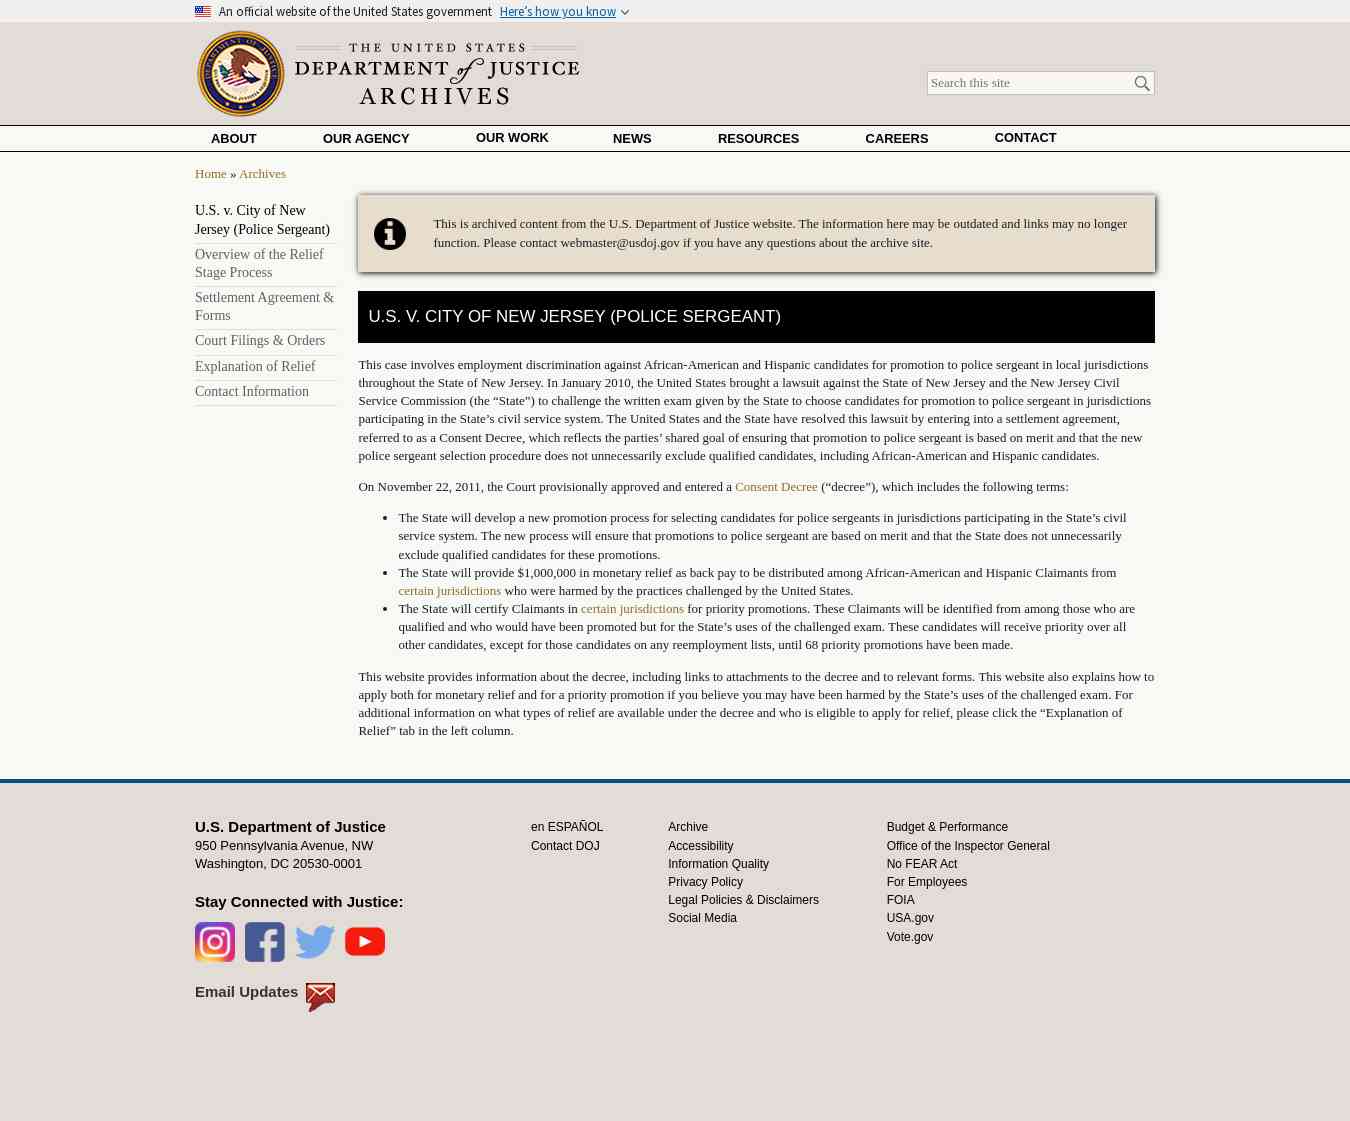 An official website of the United States government Here's how you know
THE UNITED STATES
DEPARTMENT of JUSTICE
ARCHIVES
Search this site
ABOUT OUR AGENCY OUR WORK NEWS RESOURCES CAREERS CONTACT
Home » Archives
U.S. v. City of New
Jersey (Police Sergeant)
Overview of the Relief
Stage Process
Settlement Agreement &
Forms
Court Filings & Orders
Explanation of Relief
Contact Information
This is archived content from the U.S. Department of Justice website. The information here may be outdated and links may no longer
function. Please contact webmaster@usdoj.gov if you have any questions about the archive site.
U.S. V. CITY OF NEW JERSEY (POLICE SERGEANT)
This case involves employment discrimination against African-American and Hispanic candidates for promotion to police sergeant in local jurisdictions
throughout the State of New Jersey. In January 2010, the United States brought a lawsuit against the State of New Jersey and the New Jersey Civil
Service Commission (the “State”) to challenge the written exam given by the State to choose candidates for promotion to police sergeant in jurisdictions
participating in the State’s civil service system. The United States and the State have resolved this lawsuit by entering into a settlement agreement,
referred to as a Consent Decree, which reflects the parties’ shared goal of ensuring that promotion to police sergeant is based on merit and that the new
police sergeant selection procedure does not unnecessarily exclude qualified candidates, including African-American and Hispanic candidates.
On November 22, 2011, the Court provisionally approved and entered a Consent Decree (“decree”), which includes the following terms:
• The State will develop a new promotion process for selecting candidates for police sergeants in jurisdictions participating in the State’s civil
service system. The new process will ensure that promotions to police sergeant are based on merit and that the State does not unnecessarily
exclude qualified candidates for these promotions.
• The State will provide $1,000,000 in monetary relief as back pay to be distributed among African-American and Hispanic Claimants from
certain jurisdictions who were harmed by the practices challenged by the United States.
• The State will certify Claimants in certain jurisdictions for priority promotions. These Claimants will be identified from among those who are
qualified and who would have been promoted but for the State’s uses of the challenged exam. These candidates will receive priority over all
other candidates, except for those candidates on any reemployment lists, until 68 priority promotions have been made.
This website provides information about the decree, including links to attachments to the decree and to relevant forms. This website also explains how to
apply both for monetary relief and for a priority promotion if you believe you may have been harmed by the State’s uses of the challenged exam. For
additional information on what types of relief are available under the decree and who is eligible to apply for relief, please click the “Explanation of
Relief” tab in the left column.
U.S. Department of Justice
950 Pennsylvania Avenue, NW
Washington, DC 20530-0001
Stay Connected with Justice:
Email Updates
en ESPAÑOL
Contact DOJ
Archive
Accessibility
Information Quality
Privacy Policy
Legal Policies & Disclaimers
Social Media
Budget & Performance
Office of the Inspector General
No FEAR Act
For Employees
FOIA
USA.gov
Vote.gov